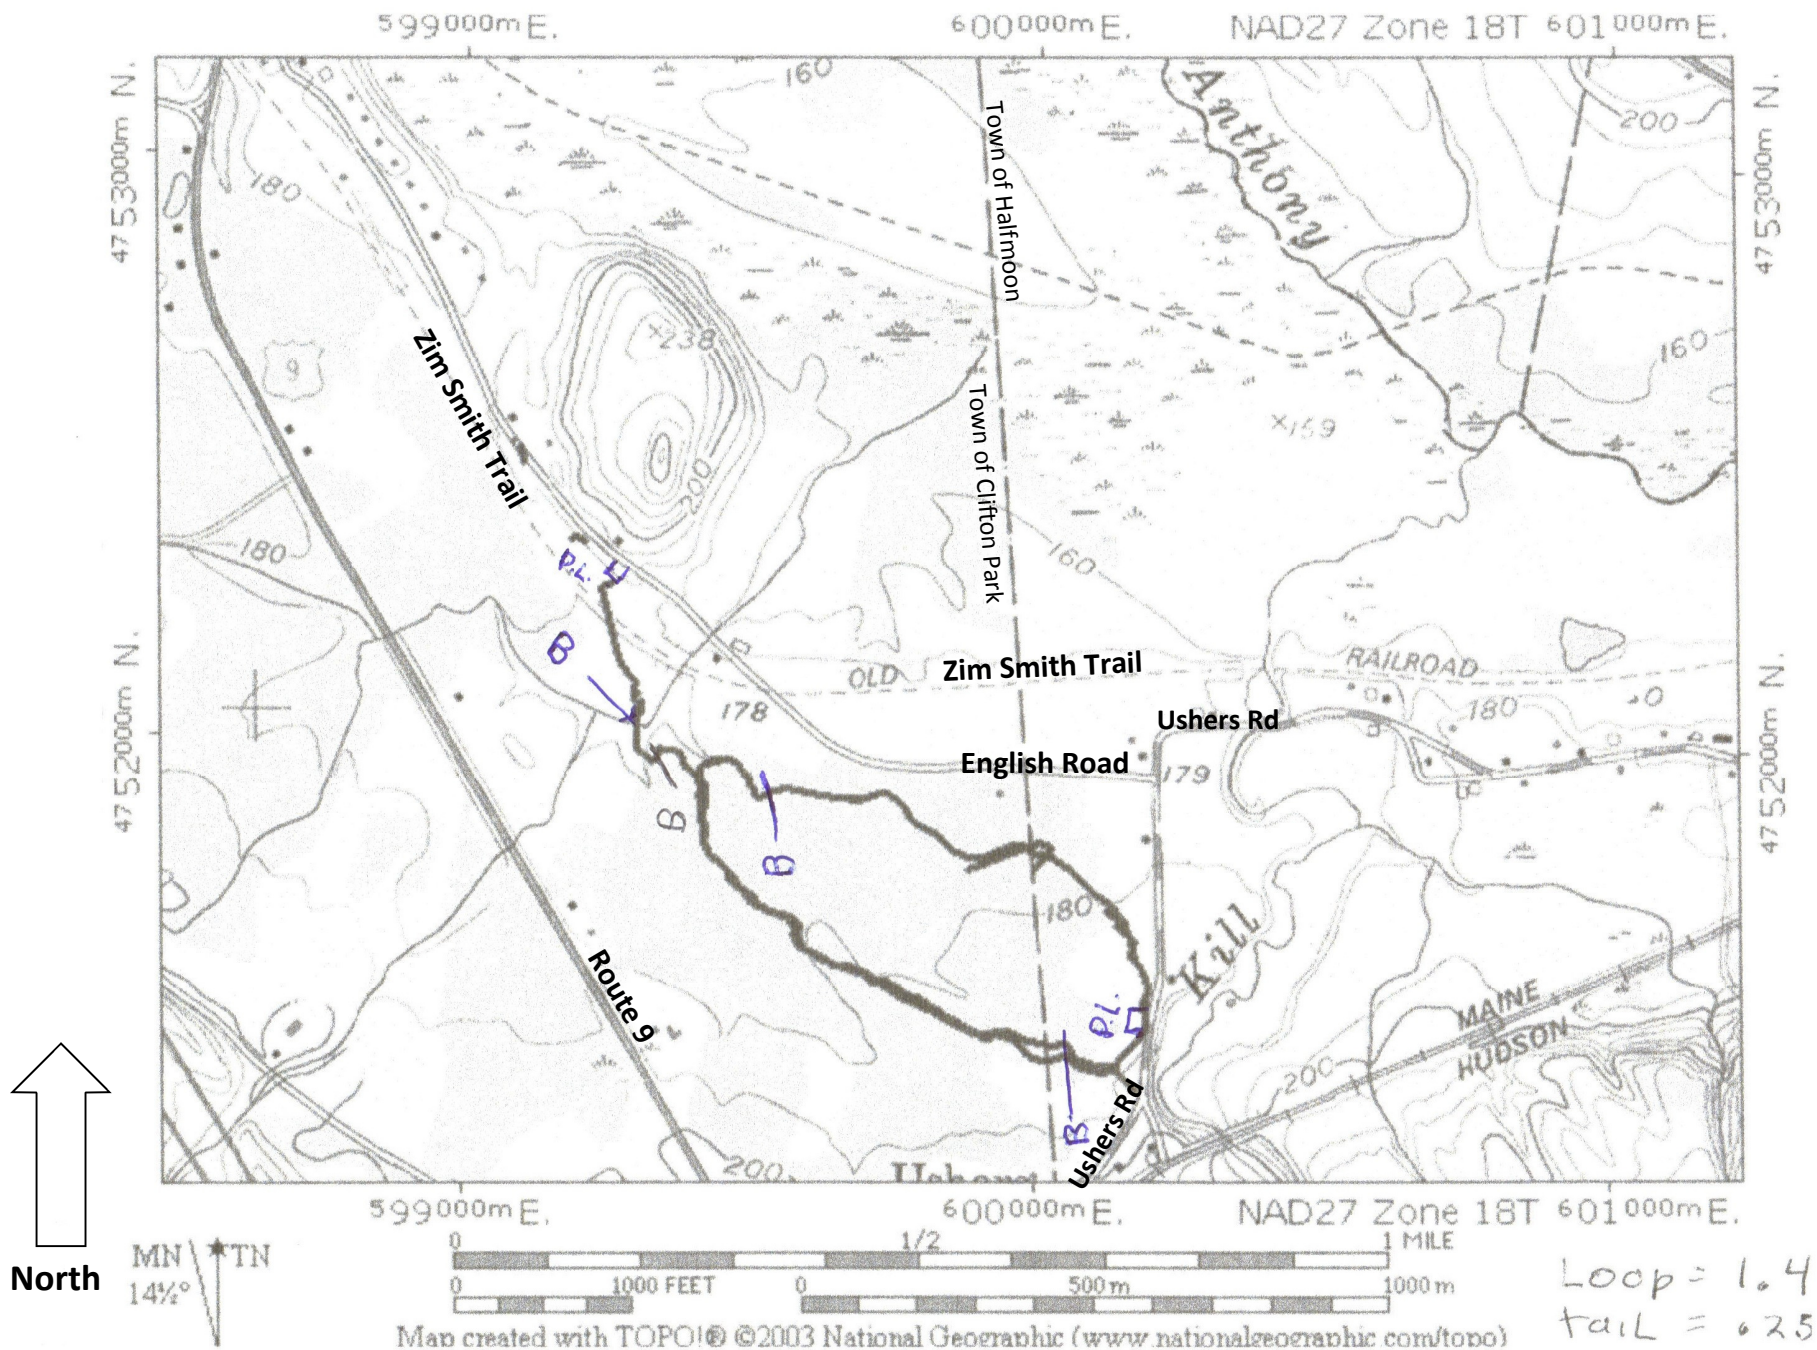 599000m E.
600000m E.
NAD27 Zone 18T 601000m E.
4753000m N.
4753000m N.
160
200
180
Anthony
Town of Halfmoon
×238
9
Zim Smith Trail
160
Town of Clifton Park
×159
200
180
160
P.L.
B
OLD
Zim Smith Trail
RAILROAD
4752000m N.
4752000m N.
178
Ushers Rd
180
English Road
179
B
B
180
Kill
Route 9
P.L.
MAINE
HUDSON
200
B
Ushers Rd
200
599000m E.
600000m E.
NAD27 Zone 18T 601000m E.
North
MN
TN
14½°
0
1/2
1 MILE
0
1000 FEET
0
500 m
1000 m
Map created with TOPO!® ©2003 National Geographic (www.nationalgeographic.com/topo)
Loop = 1.4
tail = .25